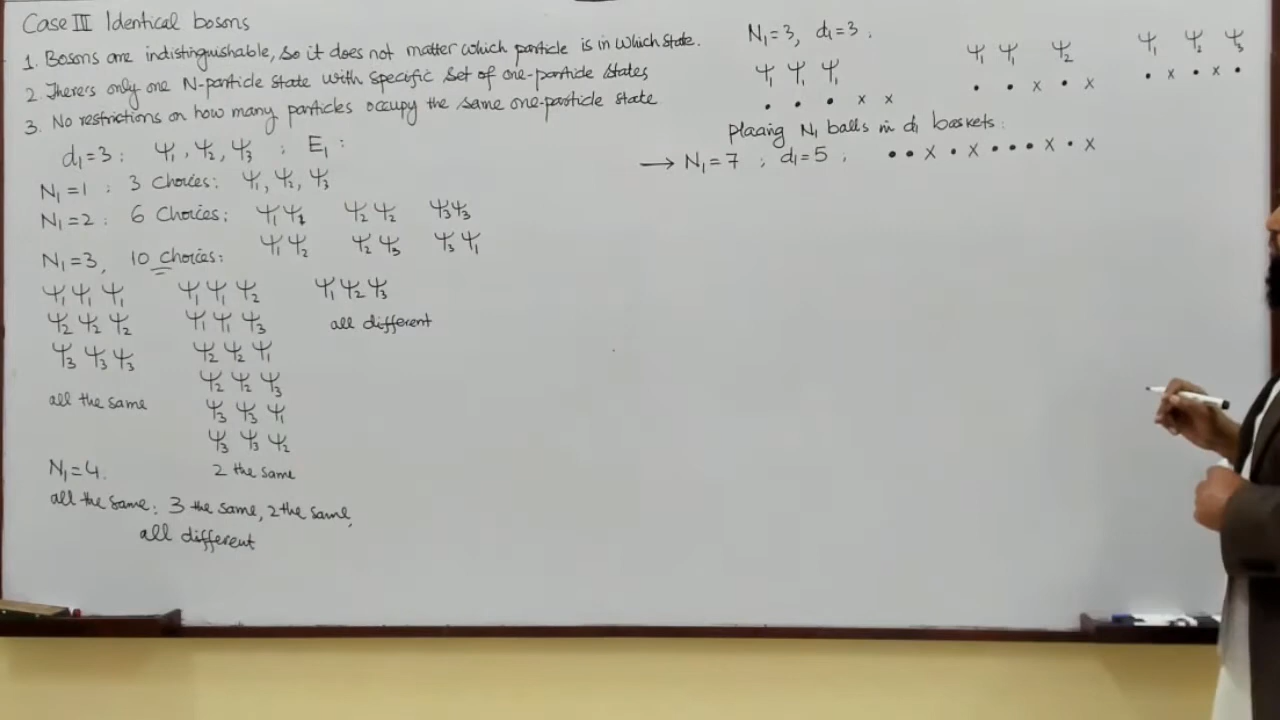 Case III Identical bosons
1. Bosons are indistinguishable, so it does not matter which particle is in which state.
2. There's only one N-particle state with specific set of one-particle states
3. No restrictions on how many particles occupy the same one-particle state
d₁=3 : Ψ₁, Ψ₂, Ψ₃ ; E₁ :
N₁=1 : 3 Choices: Ψ₁, Ψ₂, Ψ₃
N₁=2 : 6 Choices: Ψ₁Ψ₁ Ψ₂Ψ₂ Ψ₃Ψ₃
Ψ₁Ψ₂ Ψ₂Ψ₃ Ψ₃Ψ₁
N₁=3, 10 Choices:
Ψ₁Ψ₁Ψ₁ Ψ₁Ψ₁Ψ₂ Ψ₁Ψ₂Ψ₃
Ψ₂Ψ₂Ψ₂ Ψ₁Ψ₁Ψ₃ all different
Ψ₃Ψ₃Ψ₃ Ψ₂Ψ₂Ψ₁
Ψ₂Ψ₂Ψ₃
all the same Ψ₃Ψ₃Ψ₁
Ψ₃Ψ₃Ψ₂
N₁=4. 2 the same
all the same, 3 the same, 2 the same,
all different
N₁=3, d₁=3.
Ψ₁ Ψ₁ Ψ₁ Ψ₁ Ψ₁ Ψ₂ Ψ₁ Ψ₂ Ψ₃
• • • x x • • x • x • x • x •
Placing N₁ balls in d₁ baskets:
→ N₁=7 ; d₁=5 ; • • x • x • • • x • x